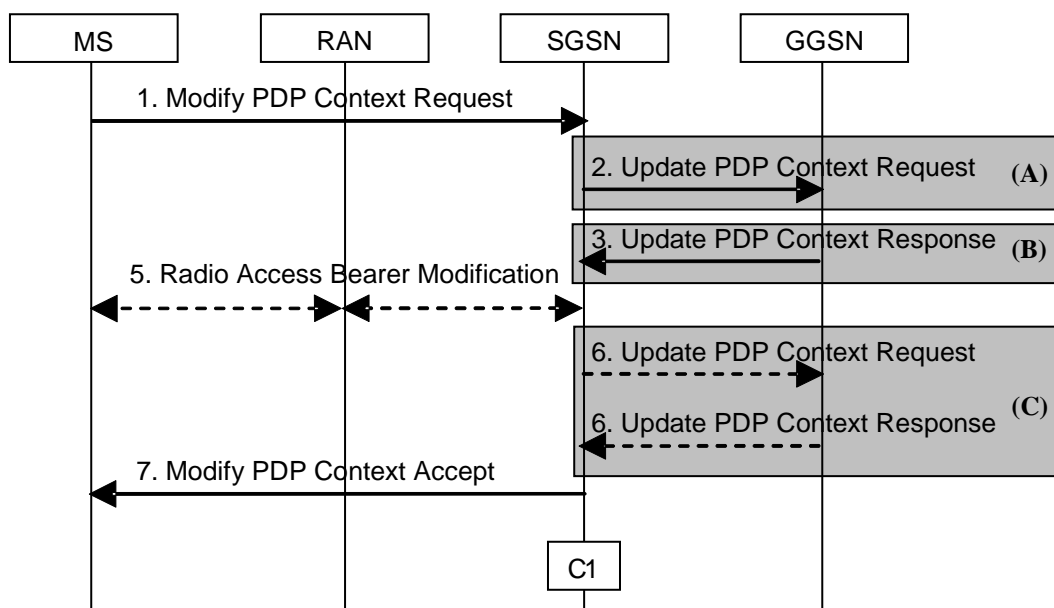 MS
RAN
SGSN
GGSN
1. Modify PDP Context Request
2. Update PDP Context Request
(A)
3. Update PDP Context Response
(B)
5. Radio Access Bearer Modification
6. Update PDP Context Request
(C)
6. Update PDP Context Response
7. Modify PDP Context Accept
C1